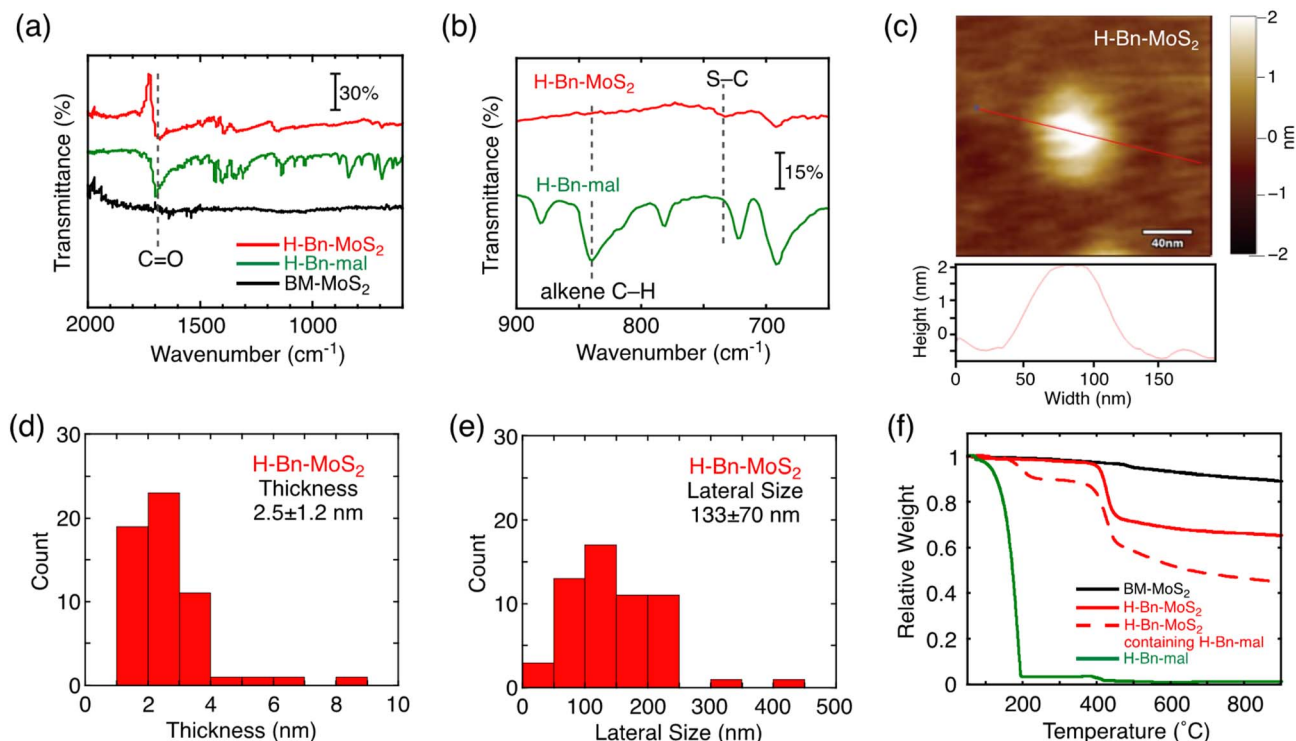 (a)
Transmittance (%)
30%
C=O
H-Bn-MoS2
H-Bn-mal
BM-MoS2
2000 1500 1000
Wavenumber (cm-1)
(b)
Transmittance (%)
H-Bn-MoS2
S–C
15%
H-Bn-mal
alkene C–H
900 800 700
Wavenumber (cm-1)
(c)
H-Bn-MoS2
40nm
2
1
0
−1
−2
nm
Height (nm)
2
1
0
0 50 100 150
Width (nm)
(d)
Count
30
20
10
0
H-Bn-MoS2
Thickness
2.5±1.2 nm
0 2 4 6 8 10
Thickness (nm)
(e)
Count
30
20
10
0
H-Bn-MoS2
Lateral Size
133±70 nm
0 100 200 300 400 500
Lateral Size (nm)
(f)
Relative Weight
1
0.8
0.6
0.4
0.2
0
BM-MoS2
H-Bn-MoS2
H-Bn-MoS2
containing H-Bn-mal
H-Bn-mal
200 400 600 800
Temperature (˚C)